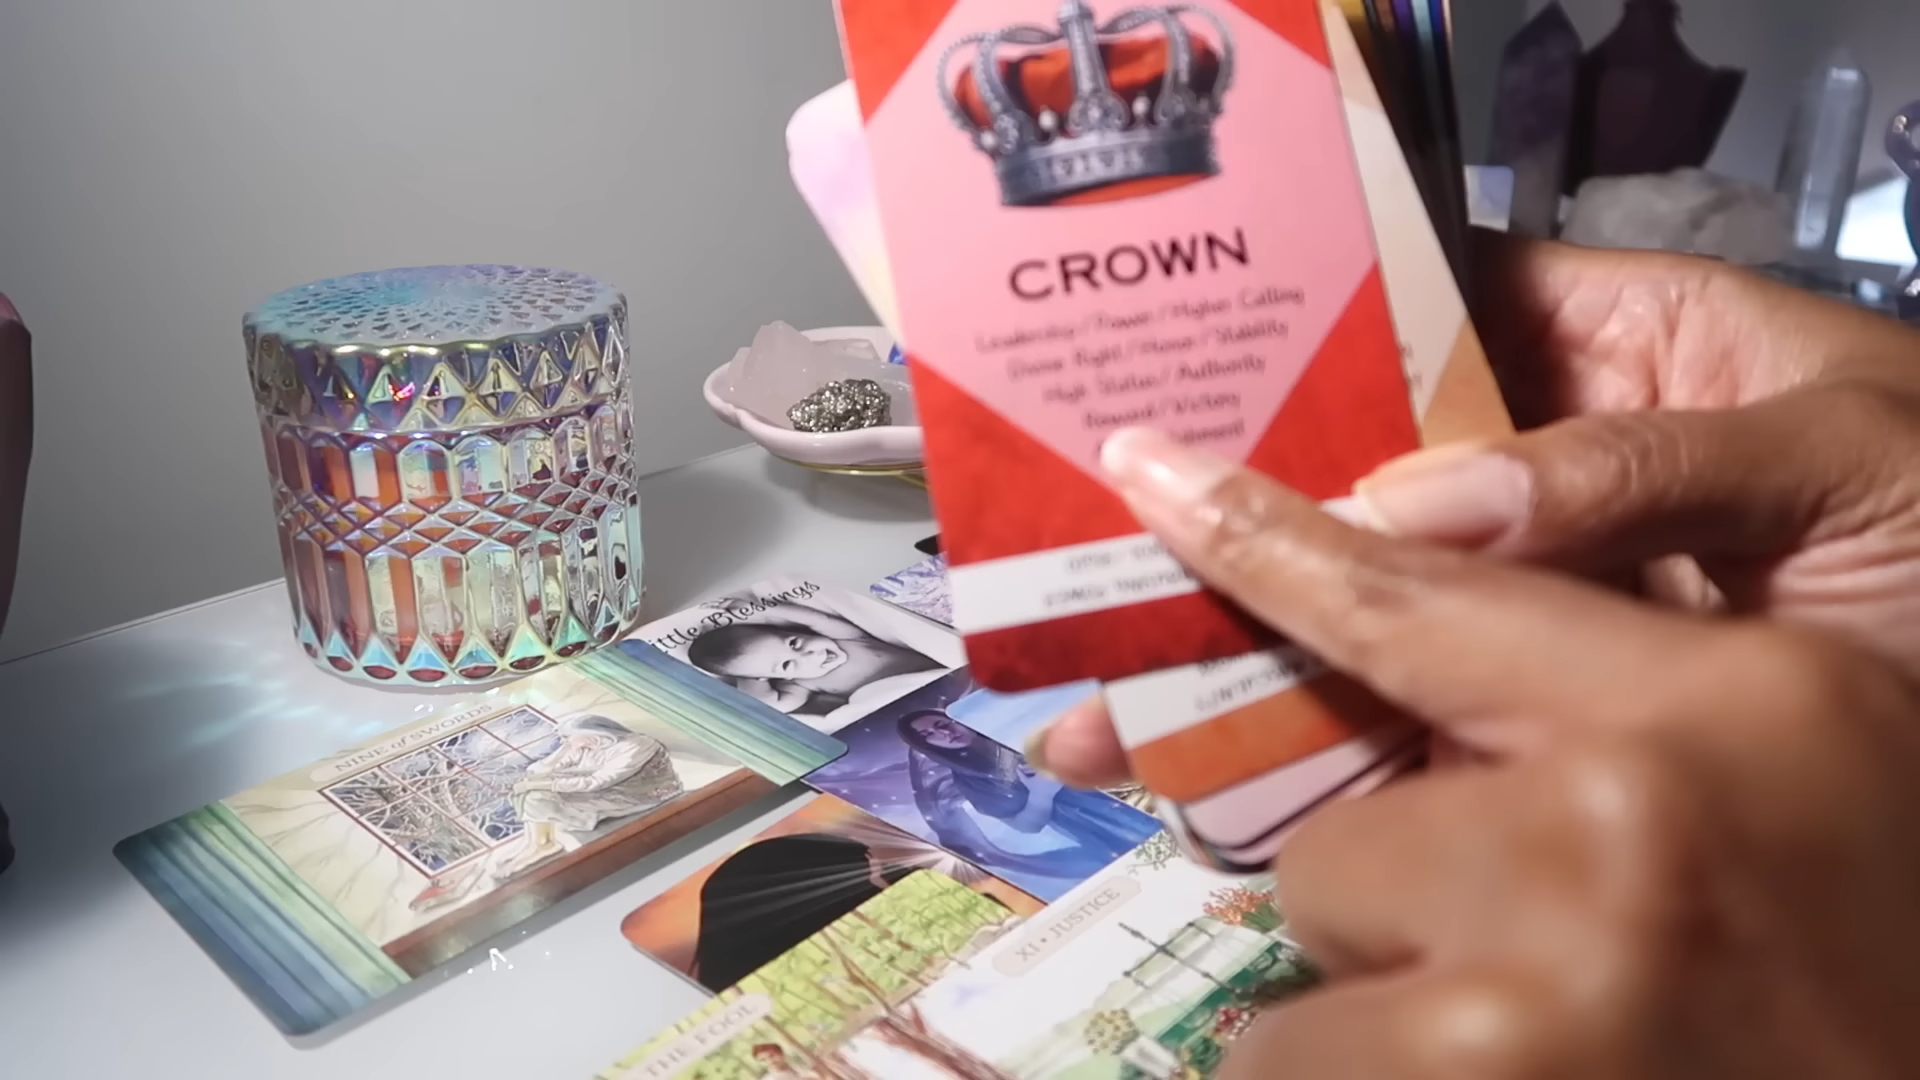 CROWN
Leadership / Power / Higher Calling
Divine Right / Honor / Stability
High Status / Authority
Reward / Victory
Little Blessings
NINE of SWORDS
XI • JUSTICE
THE FOOL